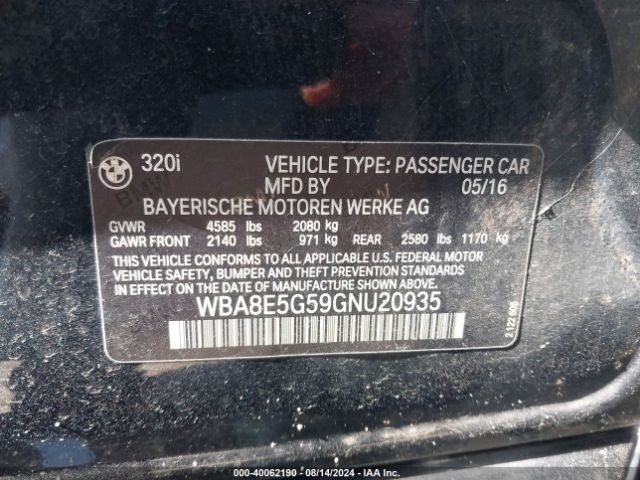 320i VEHICLE TYPE: PASSENGER CAR
MFD BY 05/16
BAYERISCHE MOTOREN WERKE AG
GVWR 4585 lbs 2080 kg
GAWR FRONT 2140 lbs 971 kg REAR 2580 lbs 1170 kg
THIS VEHICLE CONFORMS TO ALL APPLICABLE U.S. FEDERAL MOTOR
VEHICLE SAFETY, BUMPER AND THEFT PREVENTION STANDARDS
IN EFFECT ON THE DATE OF MANUFACTURE SHOWN ABOVE.
WBA8E5G59GNU20935
2 122 606
000-40062190 - 08/14/2024 - IAA Inc.